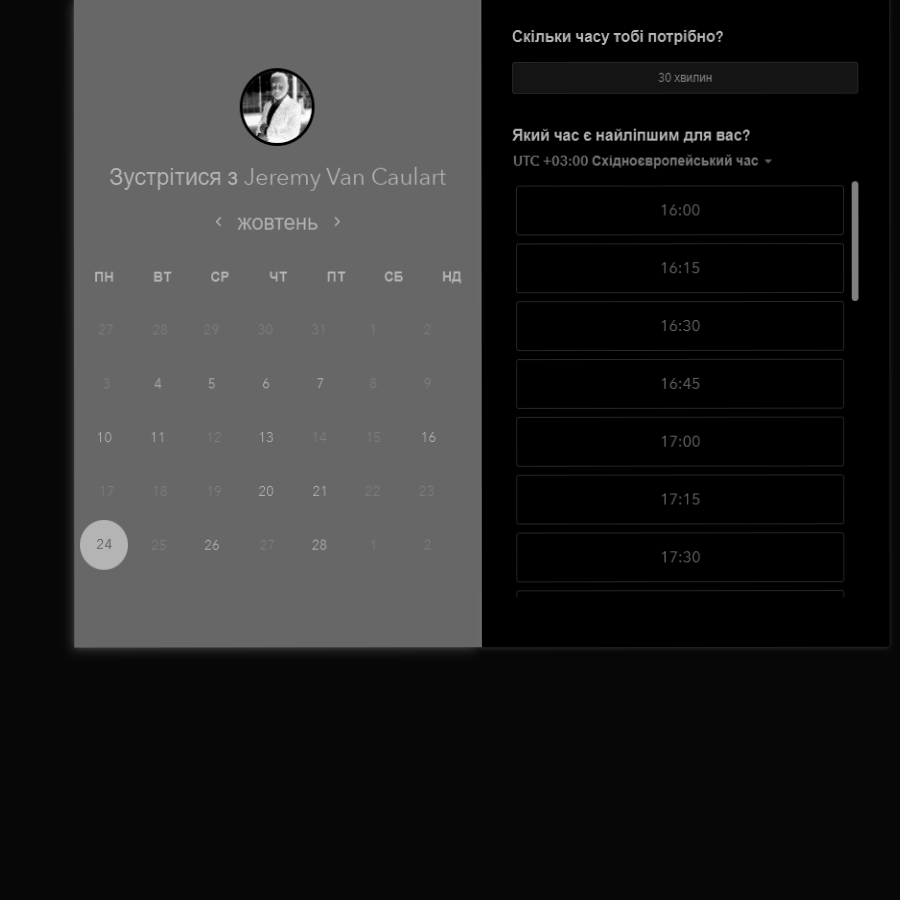 Зустрітися з Jeremy Van Caulart
жовтень
ПН ВТ СР ЧТ ПТ СБ НД
27 28 29 30 31 1 2
3 4 5 6 7 8 9
10 11 12 13 14 15 16
17 18 19 20 21 22 23
24 25 26 27 28 1 2
Скільки часу тобі потрібно?
30 хвилин
Який час є найліпшим для вас?
UTC +03:00 Східноєвропейський час
16:00
16:15
16:30
16:45
17:00
17:15
17:30